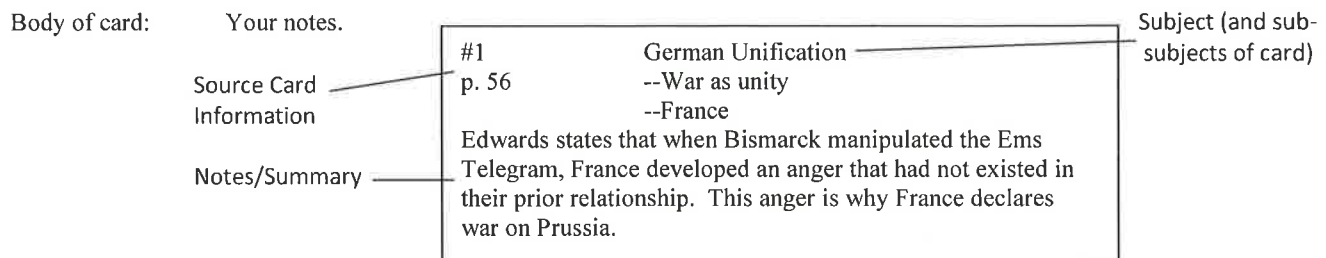 Body of card: Your notes.
Subject (and sub-
subjects of card)
#1 German Unification
Source Card
Information
p. 56 --War as unity
--France
Notes/Summary
Edwards states that when Bismarck manipulated the Ems
Telegram, France developed an anger that had not existed in
their prior relationship. This anger is why France declares
war on Prussia.